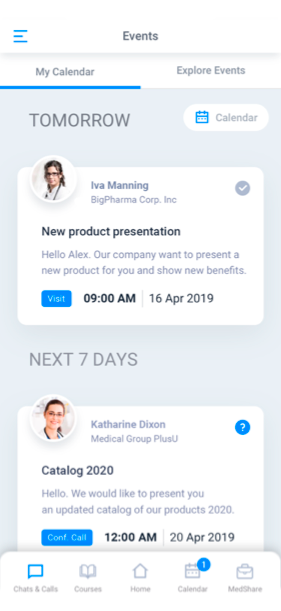 Events
My Calendar
Explore Events
TOMORROW
Calendar
Iva Manning
BigPharma Corp. Inc
New product presentation
Hello Alex. Our company want to present a
new product for you and show new benefits.
Visit 09:00 AM 16 Apr 2019
NEXT 7 DAYS
Katharine Dixon
?
Medical Group PlusU
Catalog 2020
Hello. We would like to present you
an updated catalog of our products 2020.
Conf. Call 12:00 AM 20 Apr 2019
1
Chats & Calls Courses Home Calendar MedShare